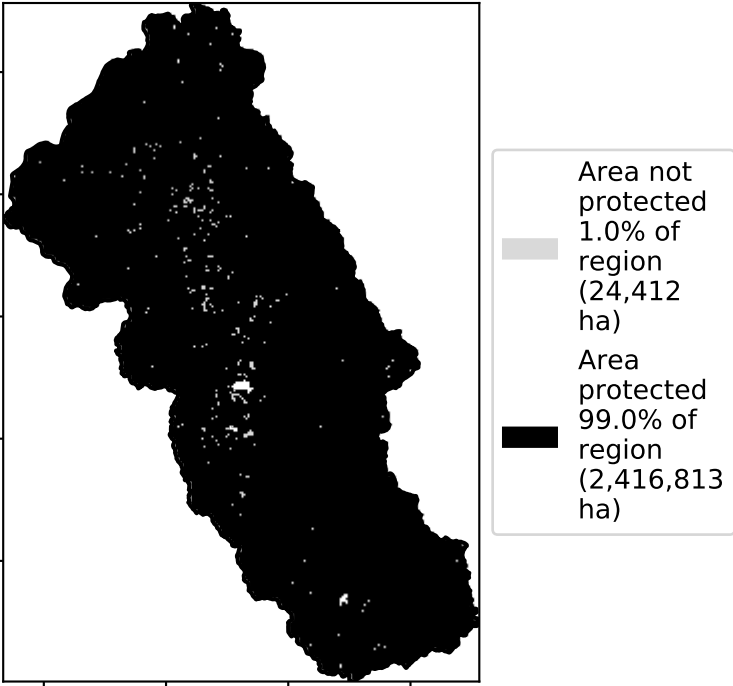 Area not
protected
1.0% of
region
(24,412
ha)
Area
protected
99.0% of
region
(2,416,813
ha)